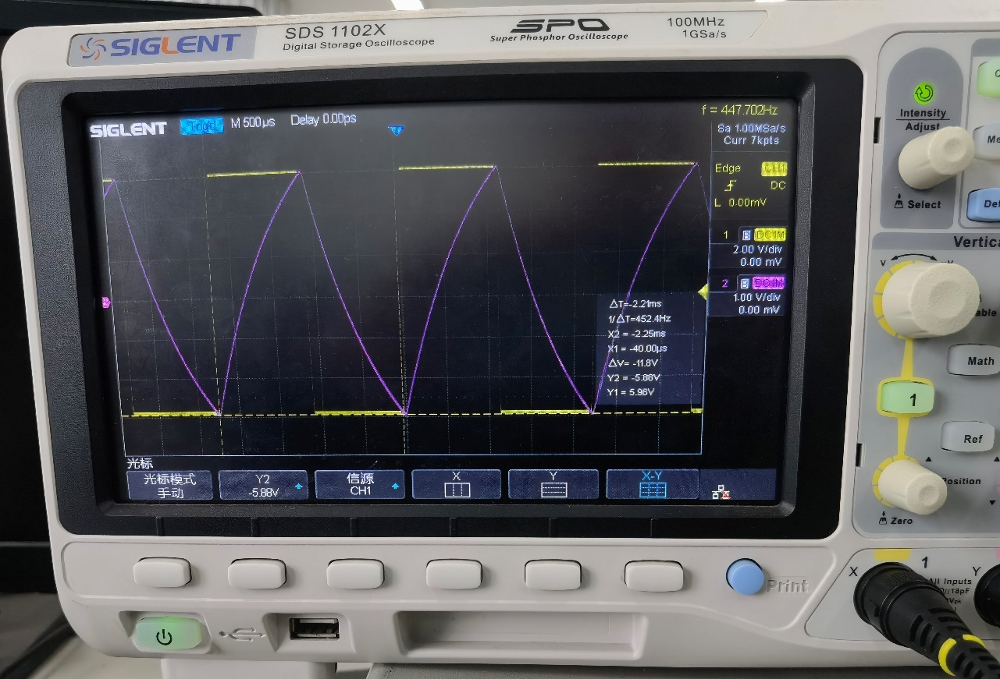 SIGLENT
SDS 1102X
Digital Storage Oscilloscope
SPO
Super Phosphor Oscilloscope
100MHz
1GSa/s
SIGLENT
Trig'd
M 500µs
Delay 0.00ps
f = 447.702Hz
Sa 1.00MSa/s
Curr 7kpts
Edge
CH1
DC
L 0.00mV
1
B
DC1M
2.00 V/div
0.00 mV
2
B
DC1M
1.00 V/div
0.00 mV
ΔT=-2.21ms
1/ΔT=452.4Hz
X2 = -2.25ms
X1 = -40.00µs
ΔV= -11.8V
Y2 = -5.88V
Y1 = 5.96V
光标
光标模式
手动
Y2
-5.88V
信源
CH1
X
Y
X-Y
Intensity
Adjust
Select
Me
Def
Vertica
V
Math
1
Ref
Position
Zero
Print
X
1
Y
All Inputs